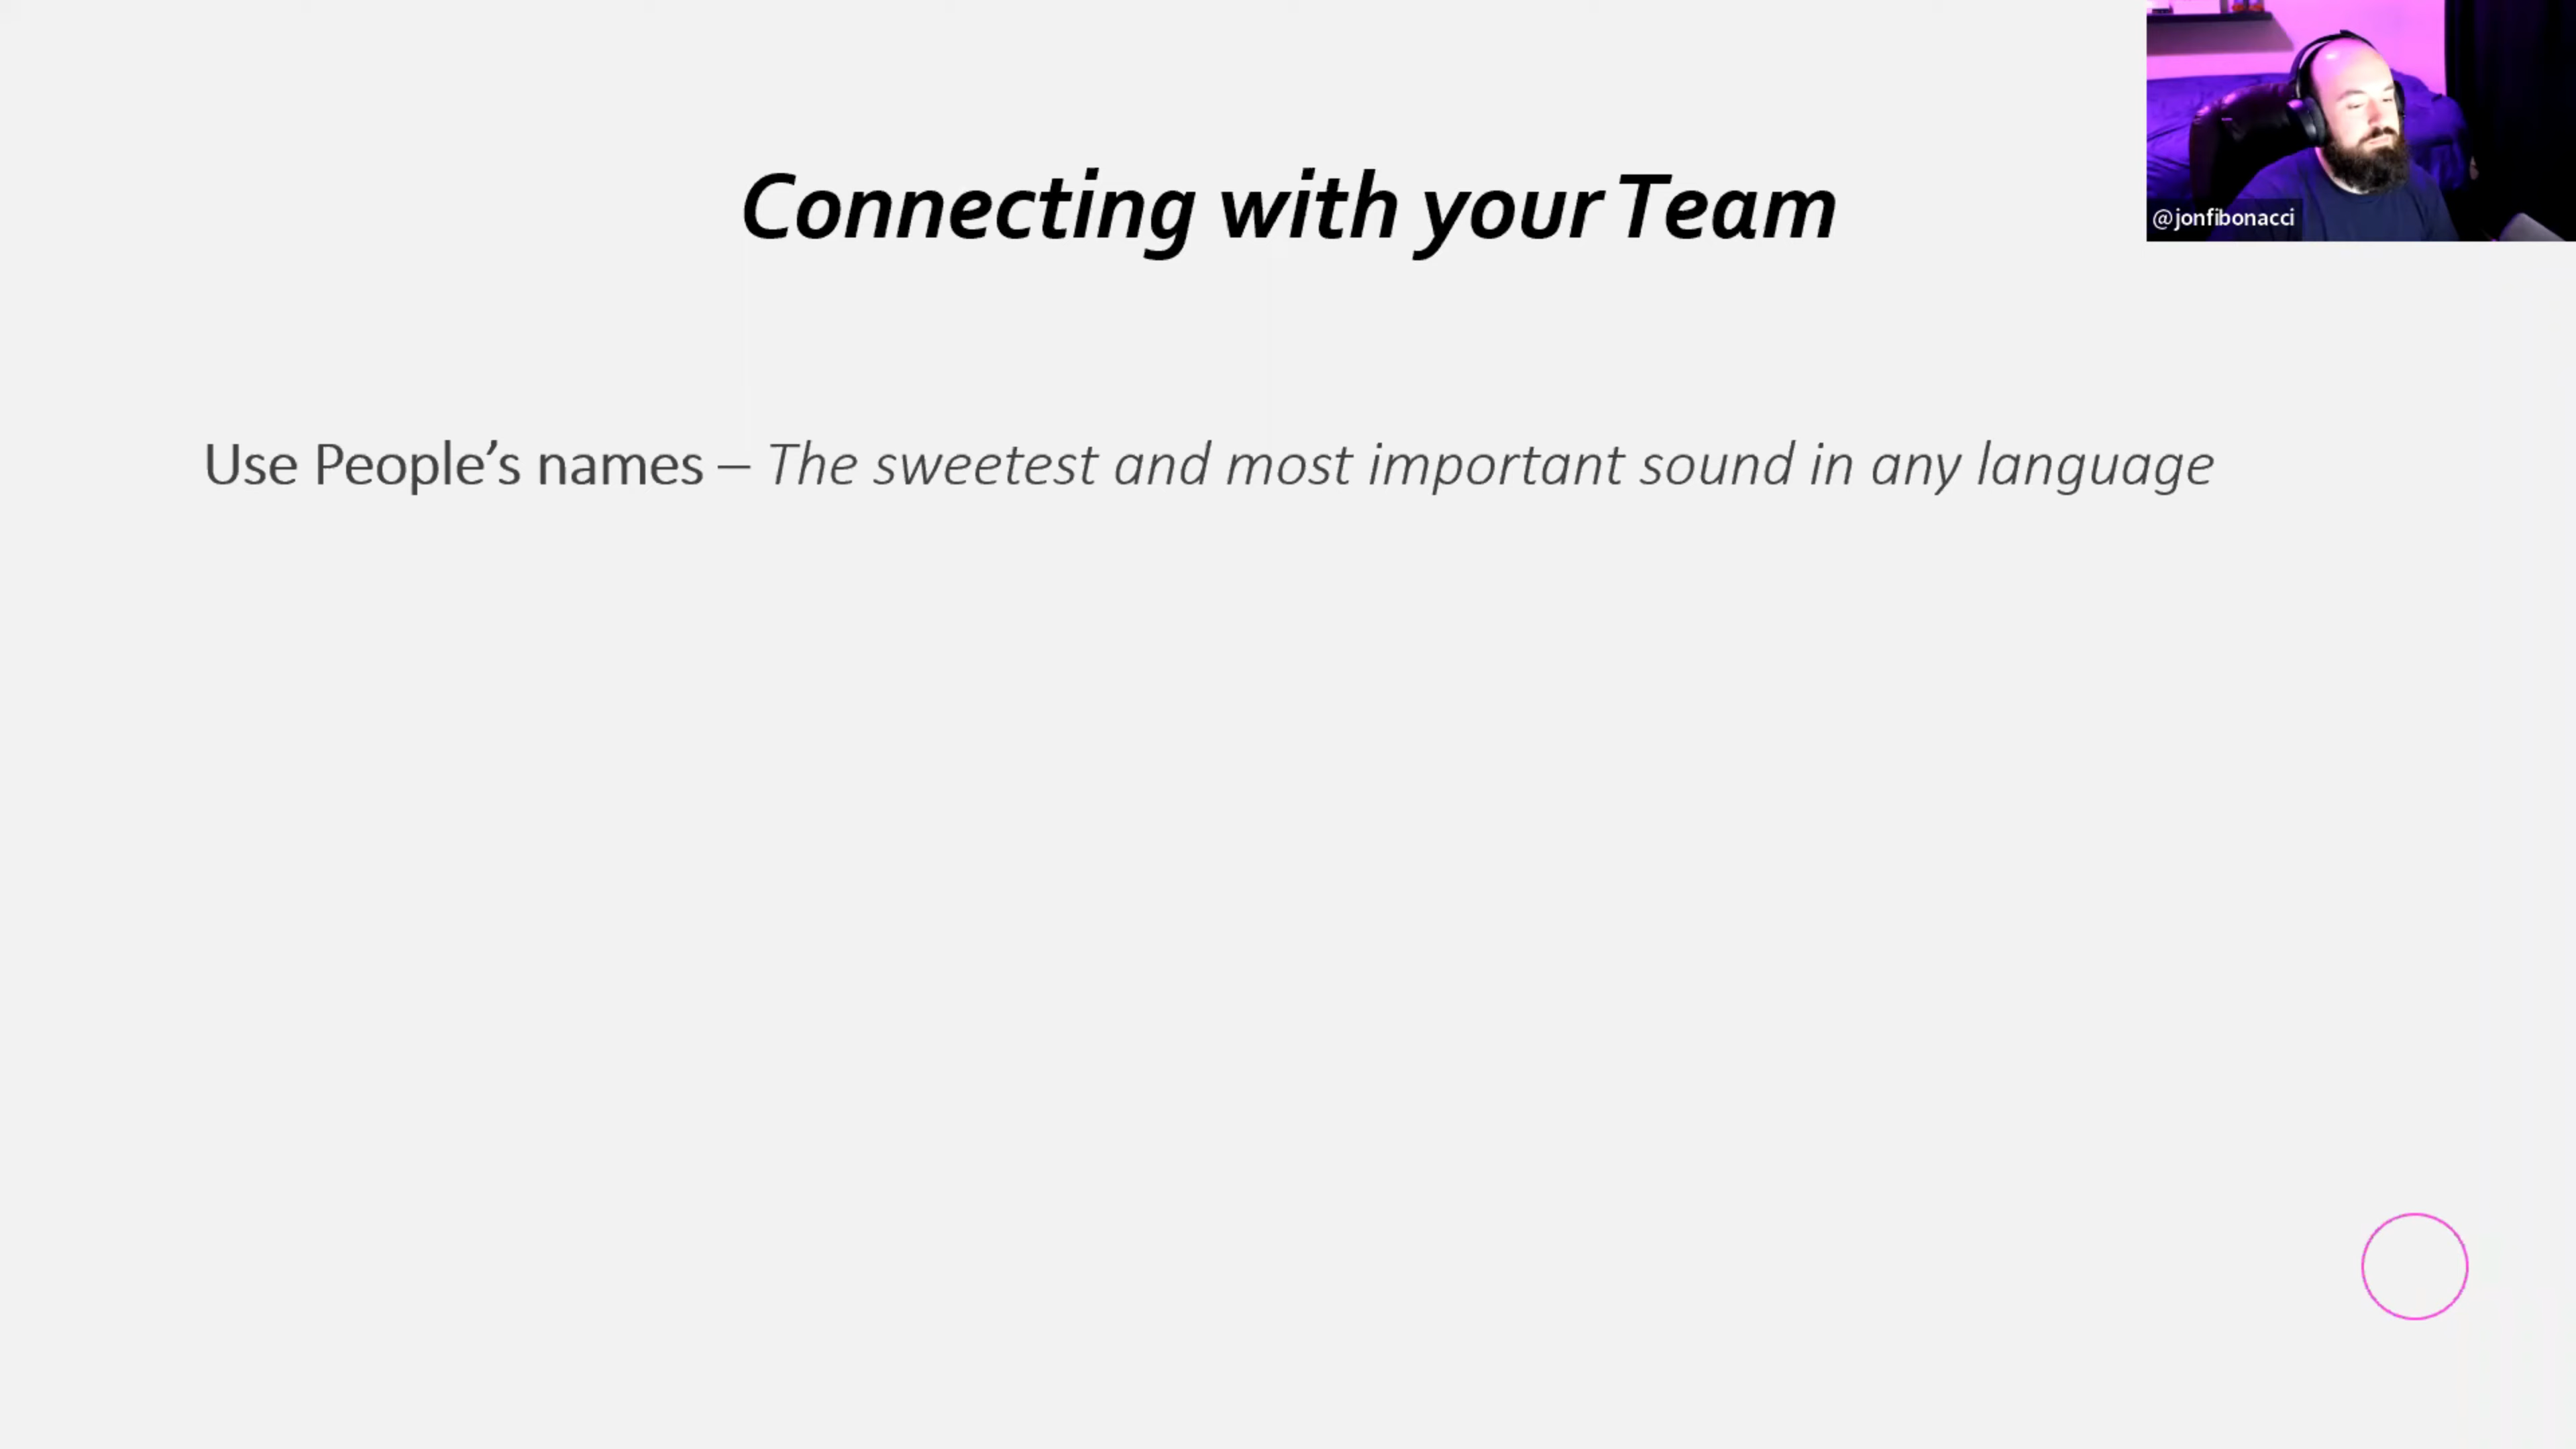 Connecting with your Team
@jonfibonacci
Use People’s names – The sweetest and most important sound in any language